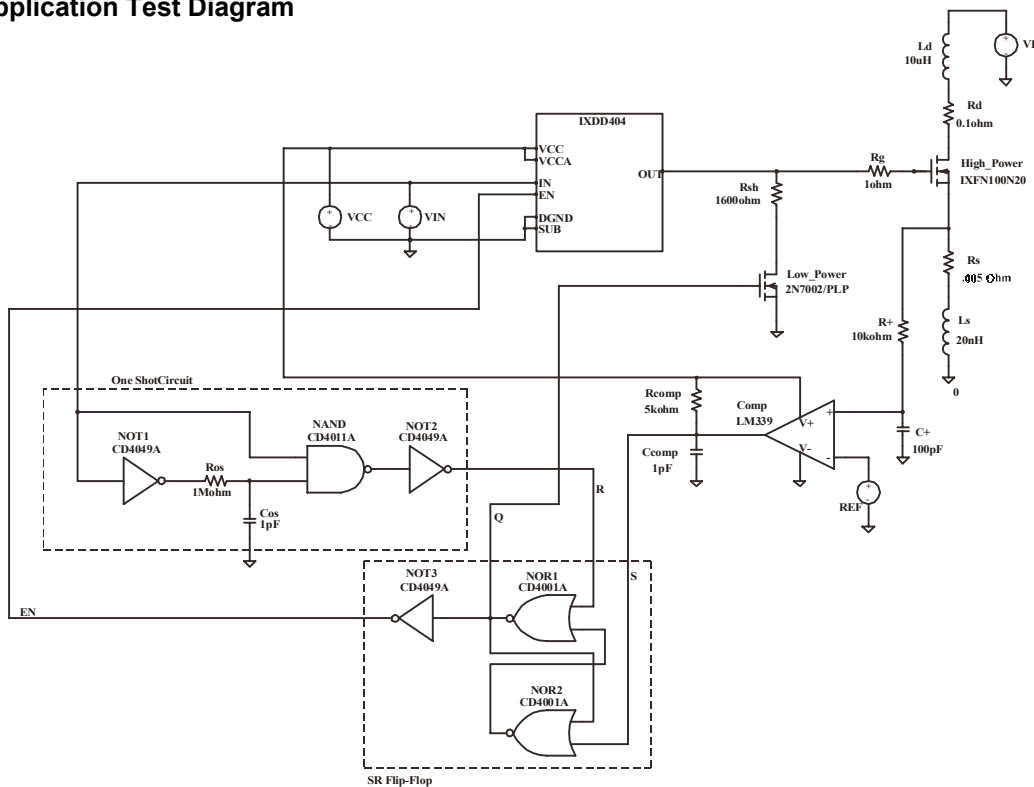 pplication Test Diagram
Ld
10uH
Rd
0.1ohm
IXDD404
VCC
VCCA
IN
EN
DGND
SUB
OUT
Rg
1ohm
High_Power
IXFN100N20
Rsh
1600ohm
VCC
VIN
Low_Power
2N7002/PLP
Rs
.005 Ohm
R+
10kohm
Ls
20nH
0
One ShotCircuit
NOT1
CD4049A
Ros
1Mohm
Cos
1pF
NAND
CD4011A
NOT2
CD4049A
Rcomp
5kohm
Ccomp
1pF
Comp
LM339
V+
V-
+
-
C+
100pF
REF
+
-
R
Q
S
EN
NOT3
CD4049A
NOR1
CD4001A
NOR2
CD4001A
SR Flip-Flop